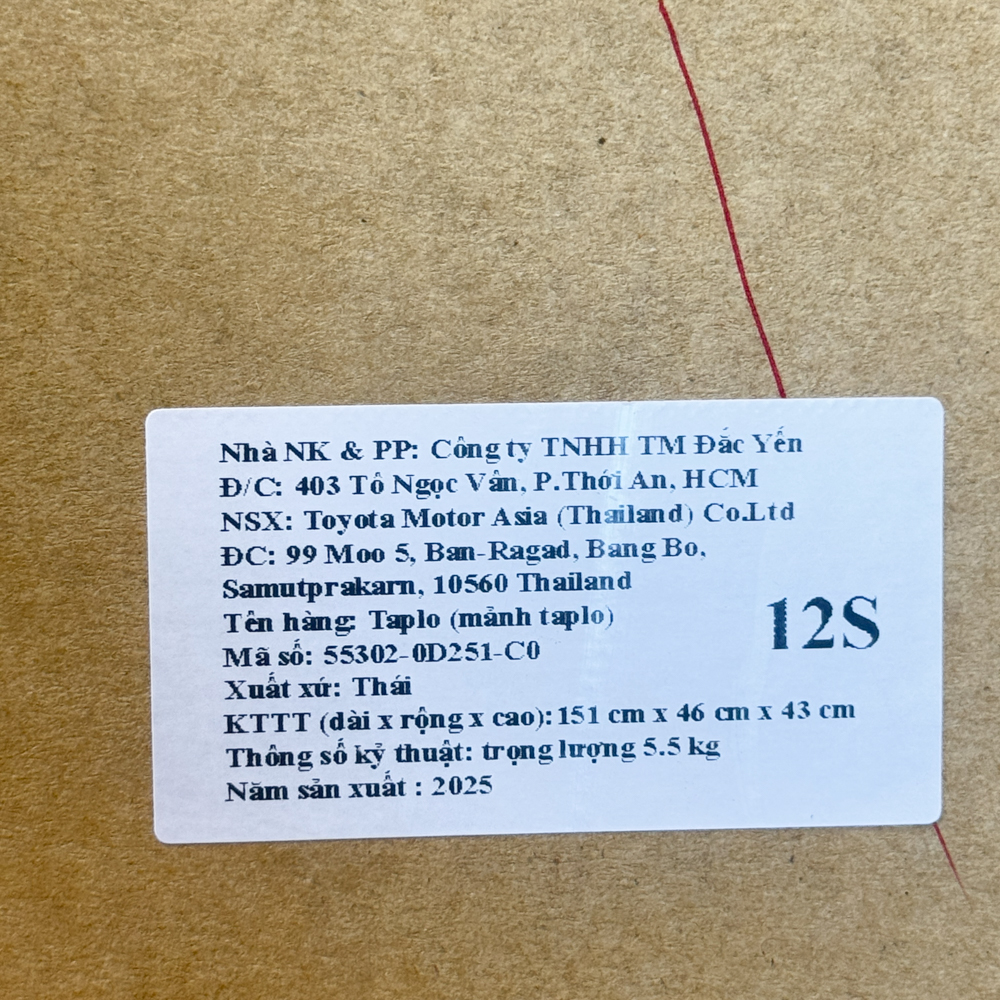 Nhà NK & PP: Công ty TNHH TM Đắc Yến
Đ/C: 403 Tô Ngọc Vân, P.Thới An, HCM
NSX: Toyota Motor Asia (Thailand) Co.Ltd
ĐC: 99 Moo 5, Ban-Ragad, Bang Bo,
Samutprakarn, 10560 Thailand
Tên hàng: Taplo (mảnh taplo)
12S
Mã số: 55302-0D251-C0
Xuất xứ: Thái
KTTT (dài x rộng x cao): 151 cm x 46 cm x 43 cm
Thông số kỷ thuật: trọng lượng 5.5 kg
Năm sản xuất : 2025